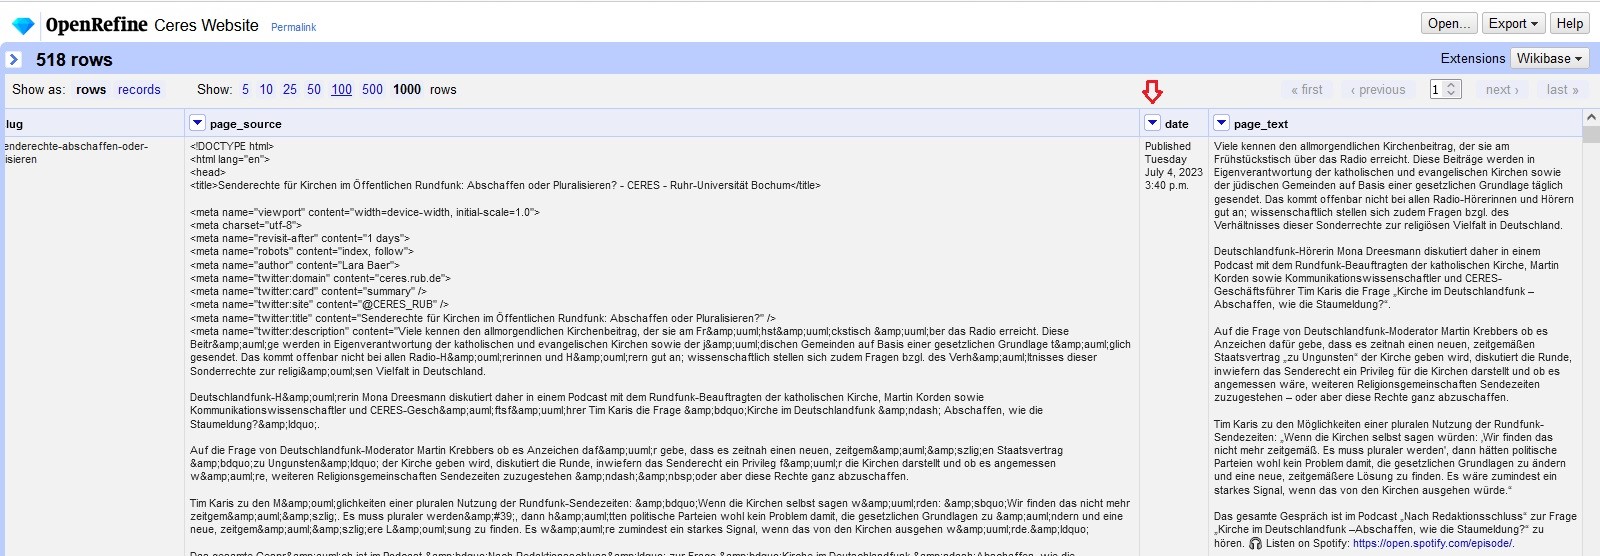 OpenRefine Ceres Website Permalink Open... Export Help
518 rows Extensions Wikibase
Show as: rows records Show: 5 10 25 50 100 500 1000 rows « first ‹ previous 1 next › last »
lug page_source date page_text
enderechte-abschaffen-oder-
isieren
<!DOCTYPE html>
<html lang="en">
<head>
<title>Senderechte für Kirchen im Öffentlichen Rundfunk: Abschaffen oder Pluralisieren? - CERES - Ruhr-Universität Bochum</title>
<meta name="viewport" content="width=device-width, initial-scale=1.0">
<meta charset="utf-8">
<meta name="revisit-after" content="1 days">
<meta name="robots" content="index, follow">
<meta name="author" content="Lara Baer">
<meta name="twitter:domain" content="ceres.rub.de">
<meta name="twitter:card" content="summary" />
<meta name="twitter:site" content="@CERES_RUB" />
<meta name="twitter:title" content="Senderechte für Kirchen im Öffentlichen Rundfunk: Abschaffen oder Pluralisieren?" />
<meta name="twitter:description" content="Viele kennen den allmorgendlichen Kirchenbeitrag, der sie am Fr&amp;uuml;hst&amp;uuml;ckstisch &amp;uuml;ber das Radio erreicht. Diese
Beitr&amp;auml;ge werden in Eigenverantwortung der katholischen und evangelischen Kirchen sowie der j&amp;uuml;dischen Gemeinden auf Basis einer gesetzlichen Grundlage t&amp;auml;glich
gesendet. Das kommt offenbar nicht bei allen Radio-H&amp;ouml;rerinnen und H&amp;ouml;rern gut an; wissenschaftlich stellen sich zudem Fragen bzgl. des Verh&amp;auml;ltnisses dieser
Sonderrechte zur religi&amp;ouml;sen Vielfalt in Deutschland.
Deutschlandfunk-H&amp;ouml;rerin Mona Dreesmann diskutiert daher in einem Podcast mit dem Rundfunk-Beauftragten der katholischen Kirche, Martin Korden sowie
Kommunikationswissenschaftler und CERES-Gesch&amp;auml;ftsf&amp;uuml;hrer Tim Karis die Frage &amp;bdquo;Kirche im Deutschlandfunk &amp;ndash; Abschaffen, wie die
Staumeldung?&amp;ldquo;.
Auf die Frage von Deutschlandfunk-Moderator Martin Krebbers ob es Anzeichen daf&amp;uuml;r gebe, dass es zeitnah einen neuen, zeitgem&amp;auml;&amp;szlig;en Staatsvertrag
&amp;bdquo;zu Ungunsten&amp;ldquo; der Kirche geben wird, diskutiert die Runde, inwiefern das Senderecht ein Privileg f&amp;uuml;r die Kirchen darstellt und ob es angemessen
w&amp;auml;re, weiteren Religionsgemeinschaften Sendezeiten zuzugestehen &amp;ndash;&amp;nbsp;oder aber diese Rechte ganz abzuschaffen.
Tim Karis zu den M&amp;ouml;glichkeiten einer pluralen Nutzung der Rundfunk-Sendezeiten: &amp;bdquo;Wenn die Kirchen selbst sagen w&amp;uuml;rden: &amp;sbquo;Wir finden das nicht mehr
zeitgem&amp;auml;&amp;szlig;. Es muss pluraler werden&amp;#39;, dann h&amp;auml;tten politische Parteien wohl kein Problem damit, die gesetzlichen Grundlagen zu &amp;auml;ndern und eine
neue, zeitgem&amp;auml;&amp;szlig;ere L&amp;ouml;sung zu finden. Es w&amp;auml;re zumindest ein starkes Signal, wenn das von den Kirchen ausgehen w&amp;uuml;rde.&amp;ldquo;
Das gesamte Gespr&amp;auml;ch ist im Podcast &amp;bdquo;Nach Redaktionsschluss&amp;ldquo; zur Frage &amp;bdquo;Kirche im Deutschlandfunk &amp;ndash;Abschaffen, wie die
Published
Tuesday
July 4, 2023
3:40 p.m.
Viele kennen den allmorgendlichen Kirchenbeitrag, der sie am
Frühstückstisch über das Radio erreicht. Diese Beiträge werden in
Eigenverantwortung der katholischen und evangelischen Kirchen sowie
der jüdischen Gemeinden auf Basis einer gesetzlichen Grundlage täglich
gesendet. Das kommt offenbar nicht bei allen Radio-Hörerinnen und Hörern
gut an; wissenschaftlich stellen sich zudem Fragen bzgl. des
Verhältnisses dieser Sonderrechte zur religiösen Vielfalt in Deutschland.
Deutschlandfunk-Hörerin Mona Dreesmann diskutiert daher in einem
Podcast mit dem Rundfunk-Beauftragten der katholischen Kirche, Martin
Korden sowie Kommunikationswissenschaftler und CERES-
Geschäftsführer Tim Karis die Frage „Kirche im Deutschlandfunk –
Abschaffen, wie die Staumeldung?“.
Auf die Frage von Deutschlandfunk-Moderator Martin Krebbers ob es
Anzeichen dafür gebe, dass es zeitnah einen neuen, zeitgemäßen
Staatsvertrag „zu Ungunsten“ der Kirche geben wird, diskutiert die Runde,
inwiefern das Senderecht ein Privileg für die Kirchen darstellt und ob es
angemessen wäre, weiteren Religionsgemeinschaften Sendezeiten
zuzugestehen – oder aber diese Rechte ganz abzuschaffen.
Tim Karis zu den Möglichkeiten einer pluralen Nutzung der Rundfunk-
Sendezeiten: „Wenn die Kirchen selbst sagen würden: ‚Wir finden das
nicht mehr zeitgemäß. Es muss pluraler werden', dann hätten politische
Parteien wohl kein Problem damit, die gesetzlichen Grundlagen zu ändern
und eine neue, zeitgemäßere Lösung zu finden. Es wäre zumindest ein
starkes Signal, wenn das von den Kirchen ausgehen würde.“
Das gesamte Gespräch ist im Podcast „Nach Redaktionsschluss“ zur Frage
„Kirche im Deutschlandfunk –Abschaffen, wie die Staumeldung?“ zu
hören. 🎧 Listen on Spotify: https://open.spotify.com/episode/.